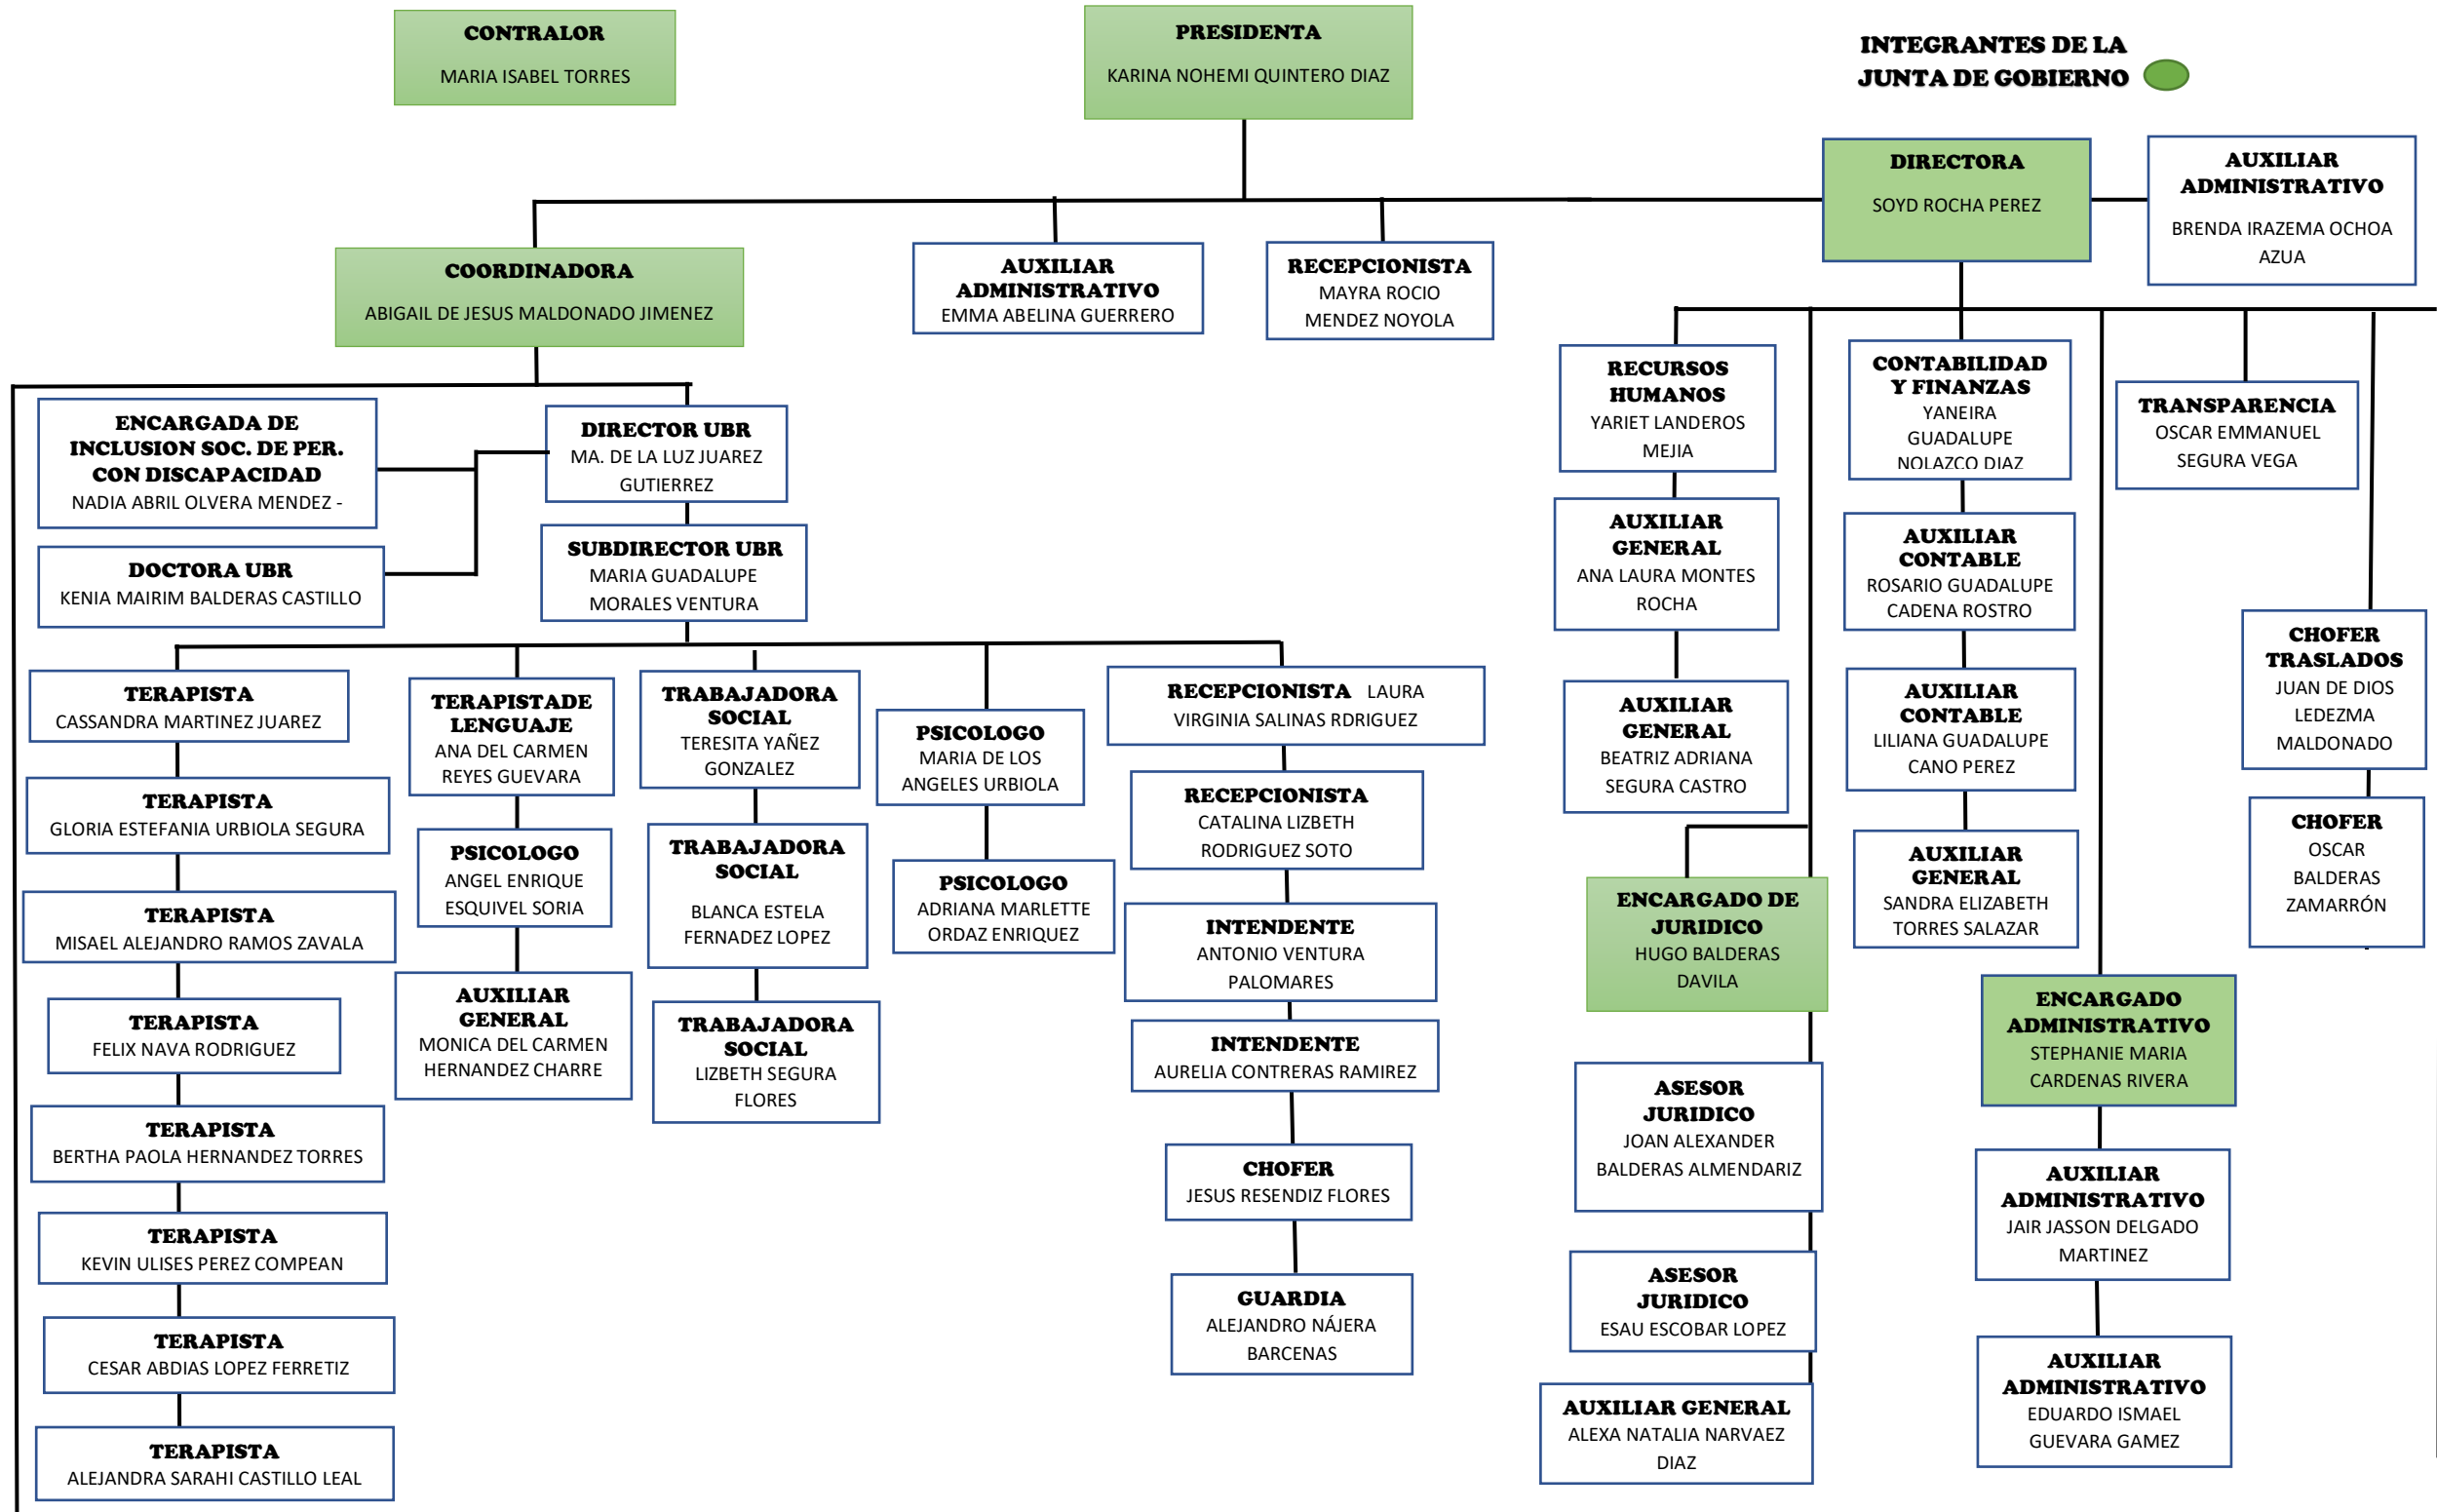 CONTRALOR
MARIA ISABEL TORRES
PRESIDENTA
KARINA NOHEMI QUINTERO DIAZ
INTEGRANTES DE LA
JUNTA DE GOBIERNO
DIRECTORA
SOYD ROCHA PEREZ
AUXILIAR
ADMINISTRATIVO
BRENDA IRAZEMA OCHOA
AZUA
COORDINADORA
ABIGAIL DE JESUS MALDONADO JIMENEZ
AUXILIAR
ADMINISTRATIVO
EMMA ABELINA GUERRERO
RECEPCIONISTA
MAYRA ROCIO
MENDEZ NOYOLA
ENCARGADA DE
INCLUSION SOC. DE PER.
CON DISCAPACIDAD
NADIA ABRIL OLVERA MENDEZ -
DIRECTOR UBR
MA. DE LA LUZ JUAREZ
GUTIERREZ
DOCTORA UBR
KENIA MAIRIM BALDERAS CASTILLO
SUBDIRECTOR UBR
MARIA GUADALUPE
MORALES VENTURA
TERAPISTA
CASSANDRA MARTINEZ JUAREZ
TERAPISTA
GLORIA ESTEFANIA URBIOLA SEGURA
TERAPISTA
MISAEL ALEJANDRO RAMOS ZAVALA
TERAPISTA
FELIX NAVA RODRIGUEZ
TERAPISTA
BERTHA PAOLA HERNANDEZ TORRES
TERAPISTA
KEVIN ULISES PEREZ COMPEAN
TERAPISTA
CESAR ABDIAS LOPEZ FERRETIZ
TERAPISTA
ALEJANDRA SARAHI CASTILLO LEAL
TERAPISTADE
LENGUAJE
ANA DEL CARMEN
REYES GUEVARA
PSICOLOGO
ANGEL ENRIQUE
ESQUIVEL SORIA
AUXILIAR
GENERAL
MONICA DEL CARMEN
HERNANDEZ CHARRE
TRABAJADORA
SOCIAL
TERESITA YAÑEZ
GONZALEZ
TRABAJADORA
SOCIAL
BLANCA ESTELA
FERNADEZ LOPEZ
TRABAJADORA
SOCIAL
LIZBETH SEGURA
FLORES
PSICOLOGO
MARIA DE LOS
ANGELES URBIOLA
PSICOLOGO
ADRIANA MARLETTE
ORDAZ ENRIQUEZ
RECEPCIONISTA LAURA
VIRGINIA SALINAS RDRIGUEZ
RECEPCIONISTA
CATALINA LIZBETH
RODRIGUEZ SOTO
INTENDENTE
ANTONIO VENTURA
PALOMARES
INTENDENTE
AURELIA CONTRERAS RAMIREZ
CHOFER
JESUS RESENDIZ FLORES
GUARDIA
ALEJANDRO NÁJERA
BARCENAS
RECURSOS
HUMANOS
YARIET LANDEROS
MEJIA
AUXILIAR
GENERAL
ANA LAURA MONTES
ROCHA
AUXILIAR
GENERAL
BEATRIZ ADRIANA
SEGURA CASTRO
ENCARGADO DE
JURIDICO
HUGO BALDERAS
DAVILA
ASESOR
JURIDICO
JOAN ALEXANDER
BALDERAS ALMENDARIZ
ASESOR
JURIDICO
ESAU ESCOBAR LOPEZ
AUXILIAR GENERAL
ALEXA NATALIA NARVAEZ
DIAZ
CONTABILIDAD
Y FINANZAS
YANEIRA
GUADALUPE
NOLAZCO DIAZ
AUXILIAR
CONTABLE
ROSARIO GUADALUPE
CADENA ROSTRO
AUXILIAR
CONTABLE
LILIANA GUADALUPE
CANO PEREZ
AUXILIAR
GENERAL
SANDRA ELIZABETH
TORRES SALAZAR
ENCARGADO
ADMINISTRATIVO
STEPHANIE MARIA
CARDENAS RIVERA
AUXILIAR
ADMINISTRATIVO
JAIR JASSON DELGADO
MARTINEZ
AUXILIAR
ADMINISTRATIVO
EDUARDO ISMAEL
GUEVARA GAMEZ
TRANSPARENCIA
OSCAR EMMANUEL
SEGURA VEGA
CHOFER
TRASLADOS
JUAN DE DIOS
LEDEZMA
MALDONADO
CHOFER
OSCAR
BALDERAS
ZAMARRÓN